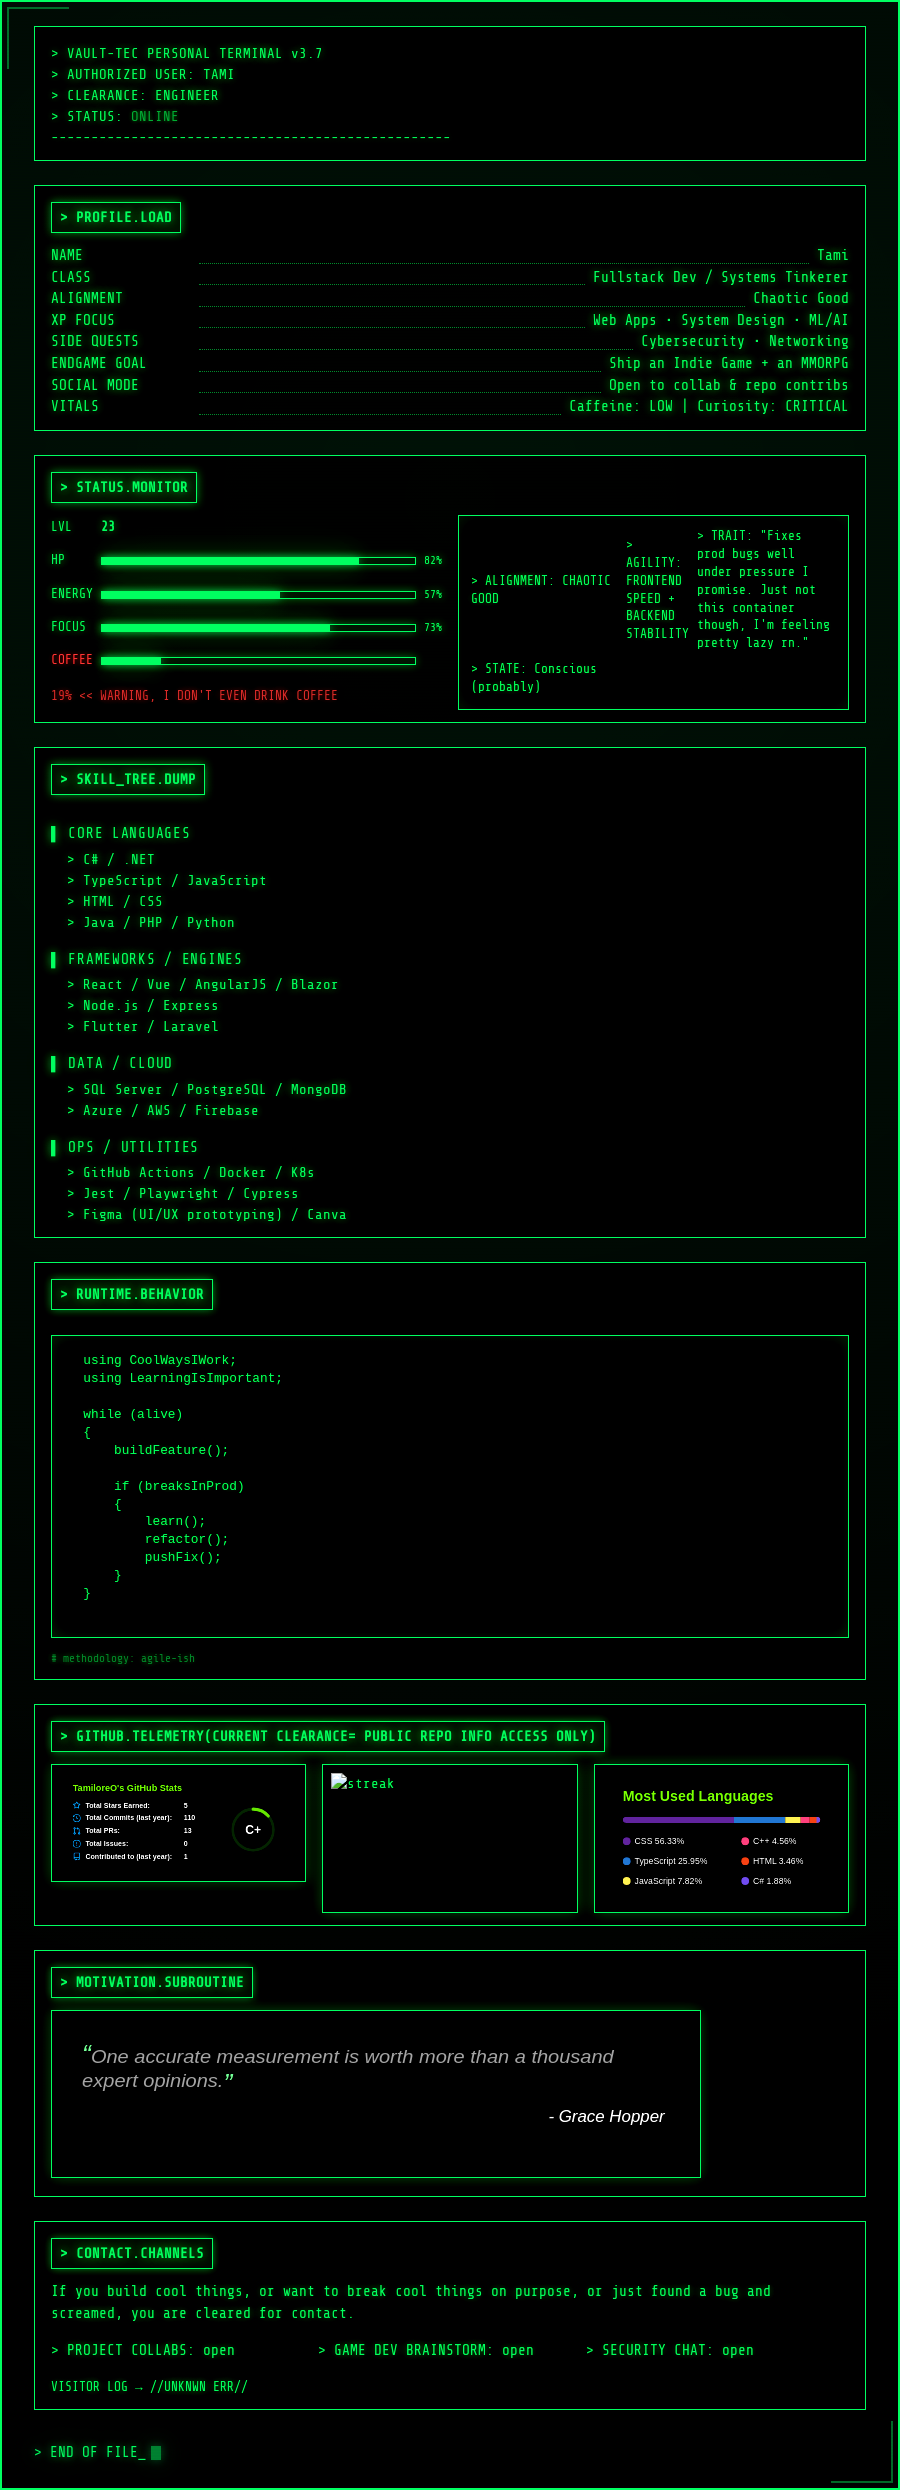 > VAULT-TEC PERSONAL TERMINAL v3.7
> AUTHORIZED USER: TAMI
> CLEARANCE: ENGINEER
> STATUS: ONLINE
--------------------------------------------------
> PROFILE.LOAD
NAME Tami
CLASS Fullstack Dev / Systems Tinkerer
ALIGNMENT Chaotic Good
XP FOCUS Web Apps · System Design · ML/AI
SIDE QUESTS Cybersecurity · Networking
ENDGAME GOAL Ship an Indie Game + an MMORPG
SOCIAL MODE Open to collab & repo contribs
VITALS Caffeine: LOW | Curiosity: CRITICAL
> STATUS.MONITOR
LVL 23
HP 82%
ENERGY 57%
FOCUS 73%
COFFEE
19% << WARNING, I DON'T EVEN DRINK COFFEE
> ALIGNMENT: CHAOTIC
GOOD
>
AGILITY:
FRONTEND
SPEED +
BACKEND
STABILITY
> TRAIT: "Fixes
prod bugs well
under pressure I
promise. Just not
this container
though, I'm feeling
pretty lazy rn."
> STATE: Conscious
(probably)
> SKILL_TREE.DUMP
CORE LANGUAGES
> C# / .NET
> TypeScript / JavaScript
> HTML / CSS
> Java / PHP / Python
FRAMEWORKS / ENGINES
> React / Vue / AngularJS / Blazor
> Node.js / Express
> Flutter / Laravel
DATA / CLOUD
> SQL Server / PostgreSQL / MongoDB
> Azure / AWS / Firebase
OPS / UTILITIES
> GitHub Actions / Docker / K8s
> Jest / Playwright / Cypress
> Figma (UI/UX prototyping) / Canva
> RUNTIME.BEHAVIOR
using CoolWaysIWork;
using LearningIsImportant;
while (alive)
{
buildFeature();
if (breaksInProd)
{
learn();
refactor();
pushFix();
}
}
# methodology: agile-ish
> GITHUB.TELEMETRY(CURRENT CLEARANCE= PUBLIC REPO INFO ACCESS ONLY)
TamiloreO's GitHub Stats
Total Stars Earned: 5
Total Commits (last year): 110
Total PRs: 13
Total Issues: 0
Contributed to (last year): 1
C+
streak
Most Used Languages
CSS 56.33% C++ 4.56%
TypeScript 25.95% HTML 3.46%
JavaScript 7.82% C# 1.88%
> MOTIVATION.SUBROUTINE
“One accurate measurement is worth more than a thousand
expert opinions.”
- Grace Hopper
> CONTACT.CHANNELS
If you build cool things, or want to break cool things on purpose, or just found a bug and
screamed, you are cleared for contact.
> PROJECT COLLABS: open > GAME DEV BRAINSTORM: open > SECURITY CHAT: open
VISITOR LOG → //UNKNWN ERR//
> END OF FILE_